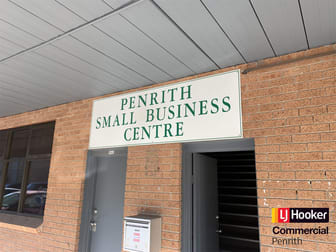 PENRITH
SMALL BUSINESS
CENTRE
LJ Hooker
Commercial
Penrith